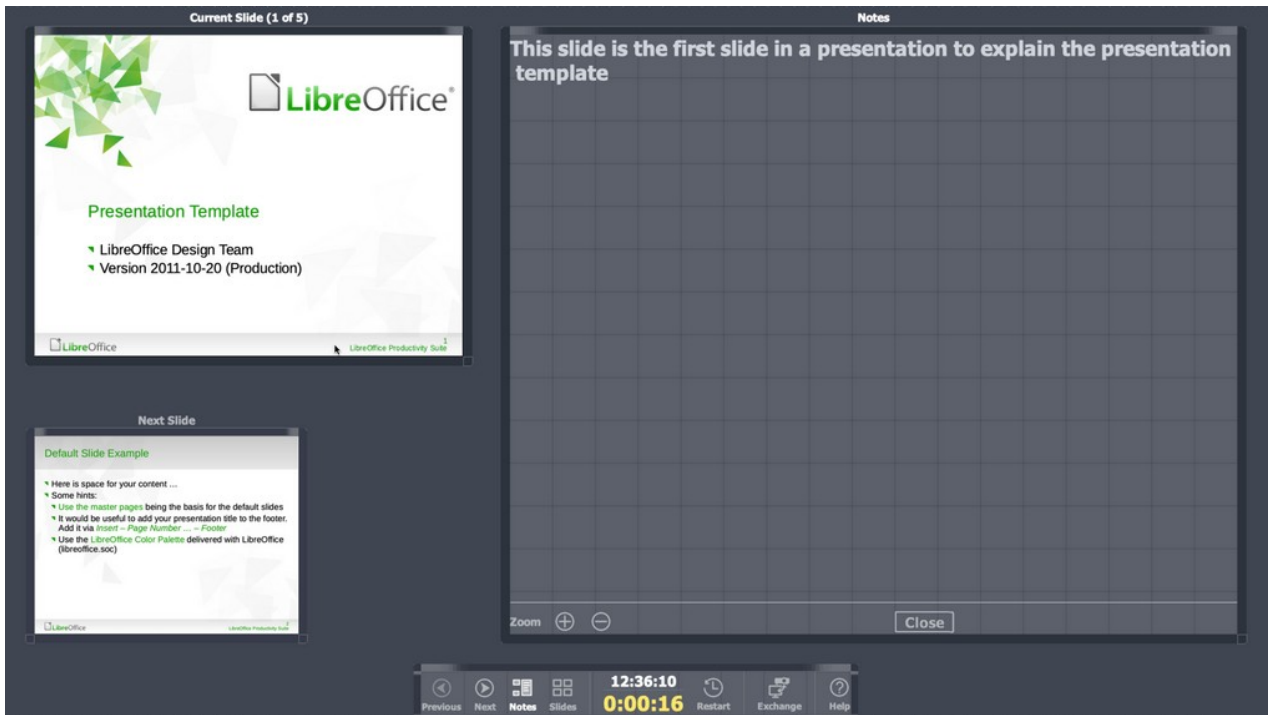 Current Slide (1 of 5)
LibreOffice®
Presentation Template
LibreOffice Design Team
Version 2011-10-20 (Production)
LibreOffice
1
LibreOffice Productivity Suite
Next Slide
Default Slide Example
Here is space for your content ...
Some hints:
Use the master pages being the basis for the default slides
It would be useful to add your presentation title to the footer.
Add it via Insert – Page Number ... – Footer
Use the LibreOffice Color Palette delivered with LibreOffice
(libreoffice.soc)
LibreOffice
2
LibreOffice Productivity Suite
Notes
This slide is the first slide in a presentation to explain the presentation
template
Zoom
Close
Previous
Next
Notes
Slides
12:36:10
0:00:16
Restart
Exchange
Help